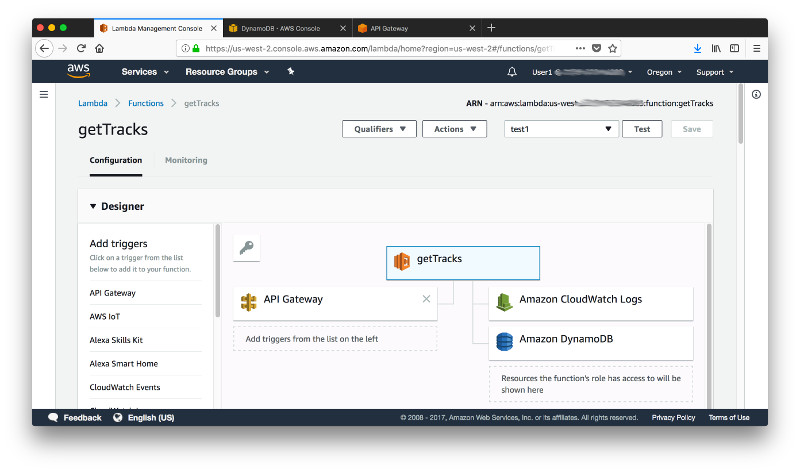 Lambda Management Console
DynamoDB - AWS Console
API Gateway
https://us-west-2.console.aws.amazon.com/lambda/home?region=us-west-2#/functions/getT
aws
Services
Resource Groups
User1
Oregon
Support
Lambda
Functions
getTracks
ARN - arn:aws:lambda:us-west :function:getTracks
getTracks
Qualifiers
Actions
test1
Test
Save
Configuration
Monitoring
Designer
Add triggers
Click on a trigger from the list
below to add it to your function.
API Gateway
AWS IoT
Alexa Skills Kit
Alexa Smart Home
CloudWatch Events
getTracks
API Gateway
Add triggers from the list on the left
Amazon CloudWatch Logs
Amazon DynamoDB
Resources the function's role has access to will be
shown here
Feedback
English (US)
© 2008 - 2017, Amazon Web Services, Inc. or its affiliates. All rights reserved.
Privacy Policy
Terms of Use